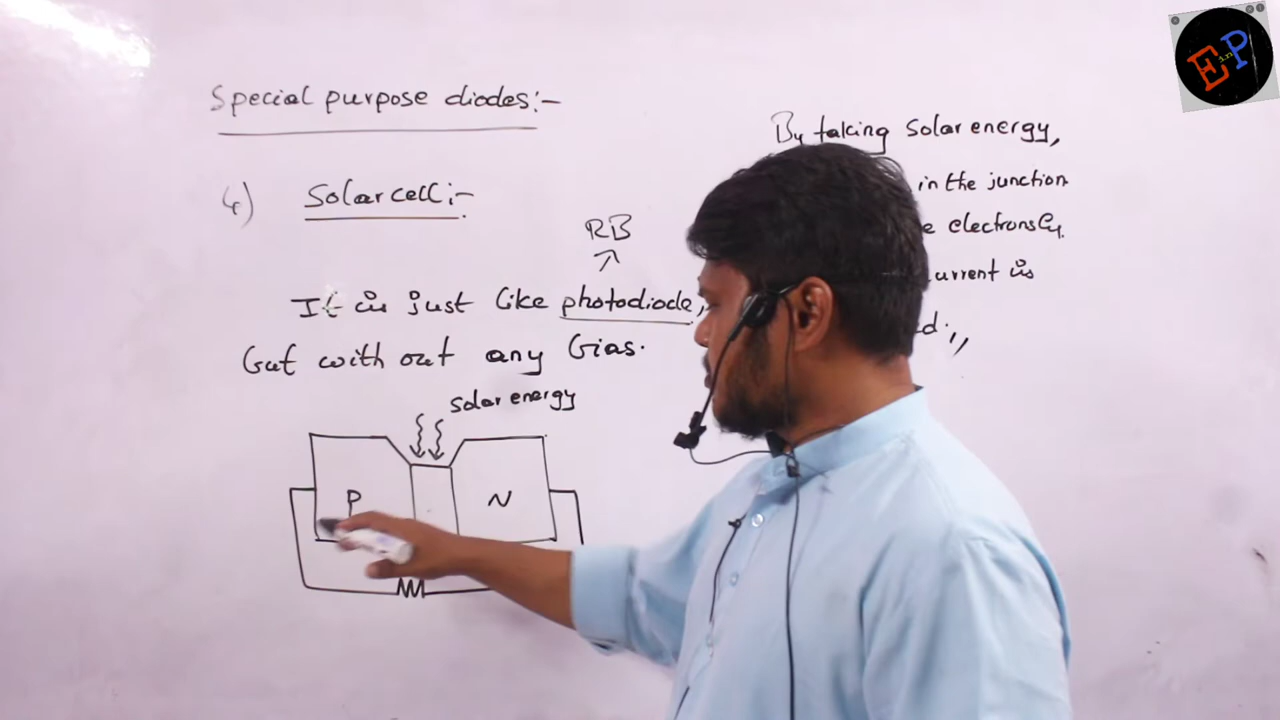 Special purpose diodes:-
4) Solarcell:-
RB
It is just like photodiode,
but with out any bias.
solar energy
P
N
By taking solar energy,
in the junction
electrons
is
E in P